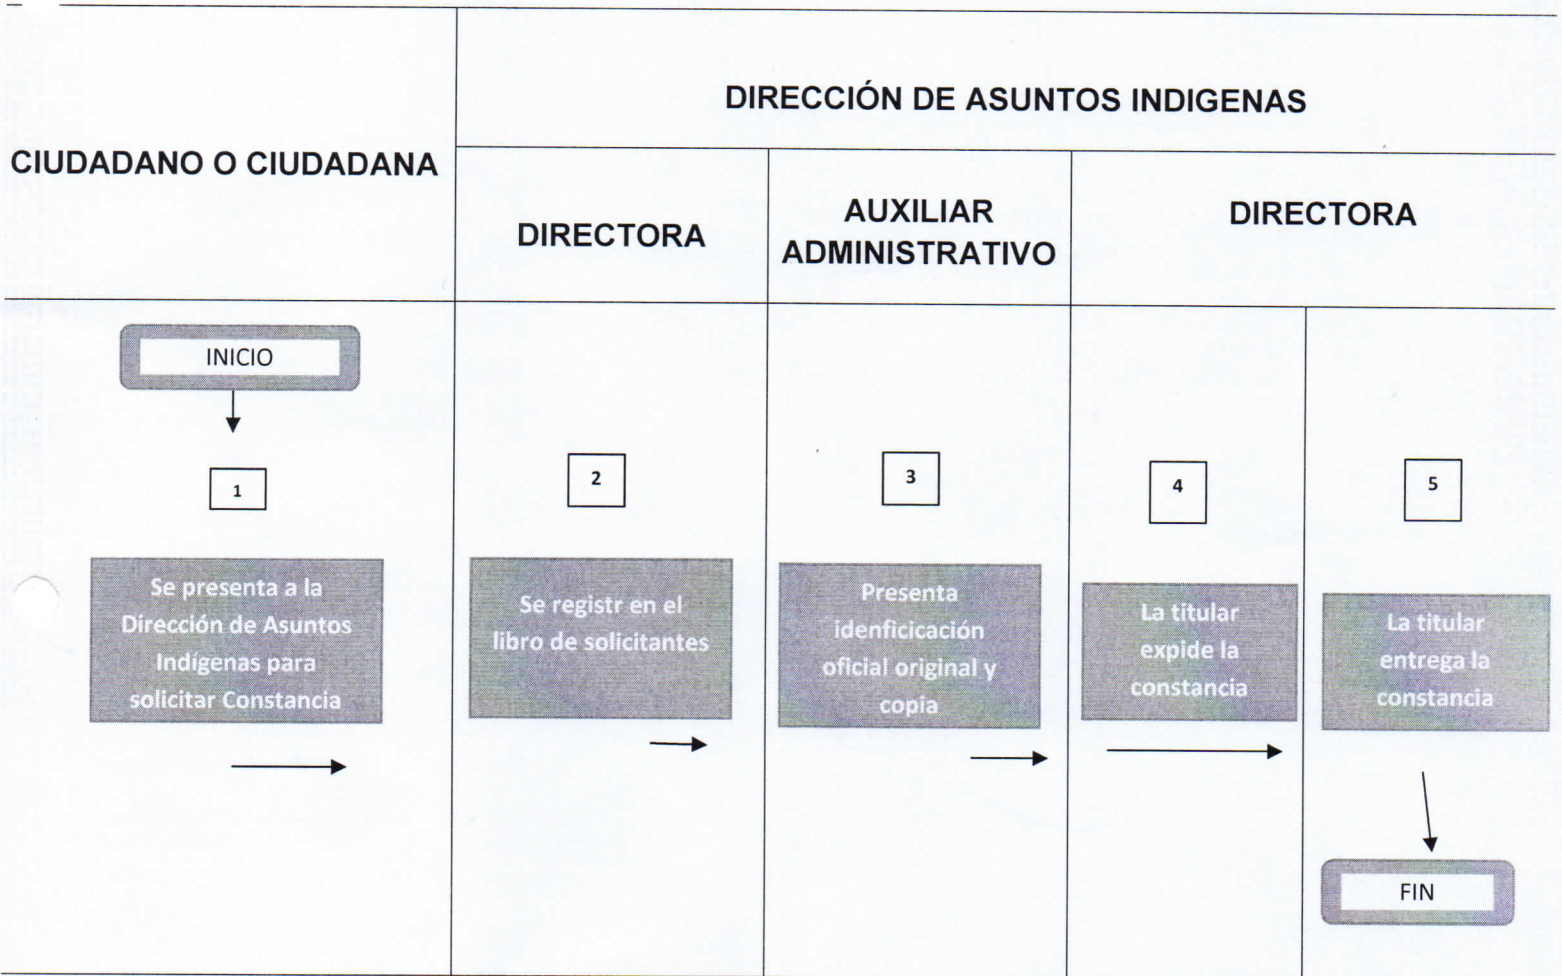 DIRECCIÓN DE ASUNTOS INDIGENAS
CIUDADANO O CIUDADANA
DIRECTORA
AUXILIAR
ADMINISTRATIVO
DIRECTORA
INICIO
1
2
3
4
5
Se presenta a la
Dirección de Asuntos
Indígenas para
solicitar Constancia
Se registr en el
libro de solicitantes
Presenta
idenficicación
oficial original y
copia
La titular
expide la
constancia
La titular
entrega la
constancia
FIN